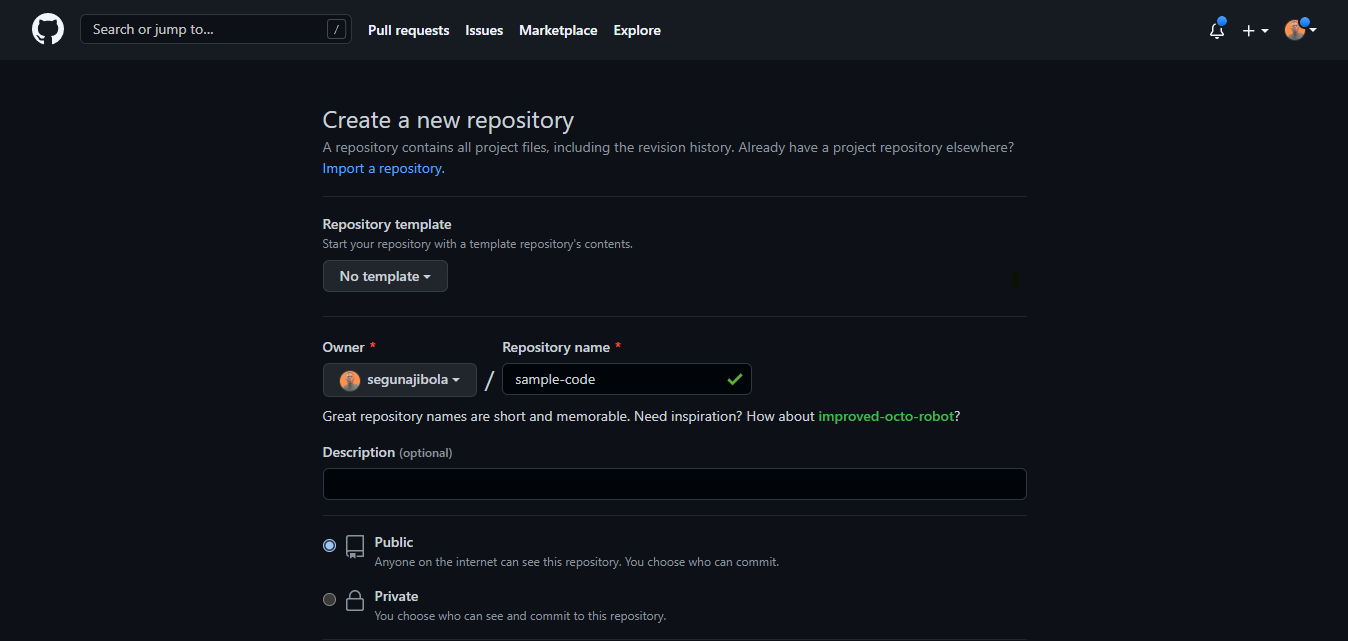 Search or jump to... /
Pull requests Issues Marketplace Explore
Create a new repository
A repository contains all project files, including the revision history. Already have a project repository elsewhere?
Import a repository.
Repository template
Start your repository with a template repository's contents.
No template
Owner * Repository name *
segunajibola / sample-code
Great repository names are short and memorable. Need inspiration? How about improved-octo-robot?
Description (optional)
Public
Anyone on the internet can see this repository. You choose who can commit.
Private
You choose who can see and commit to this repository.